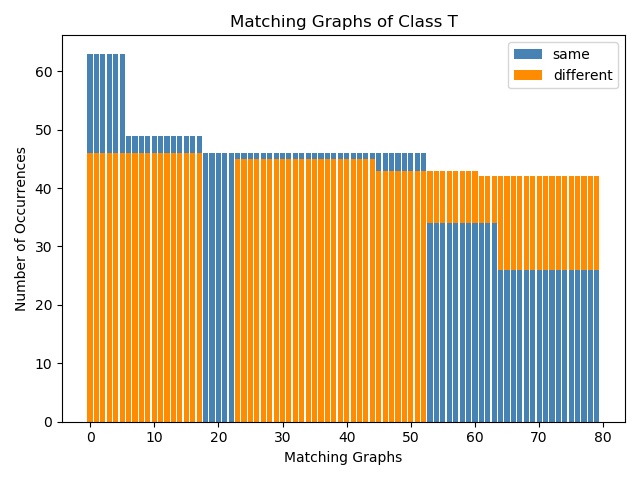 Matching Graphs of Class T
same
different
Number of Occurrences
60
50
40
30
20
10
0
0 10 20 30 40 50 60 70 80
Matching Graphs